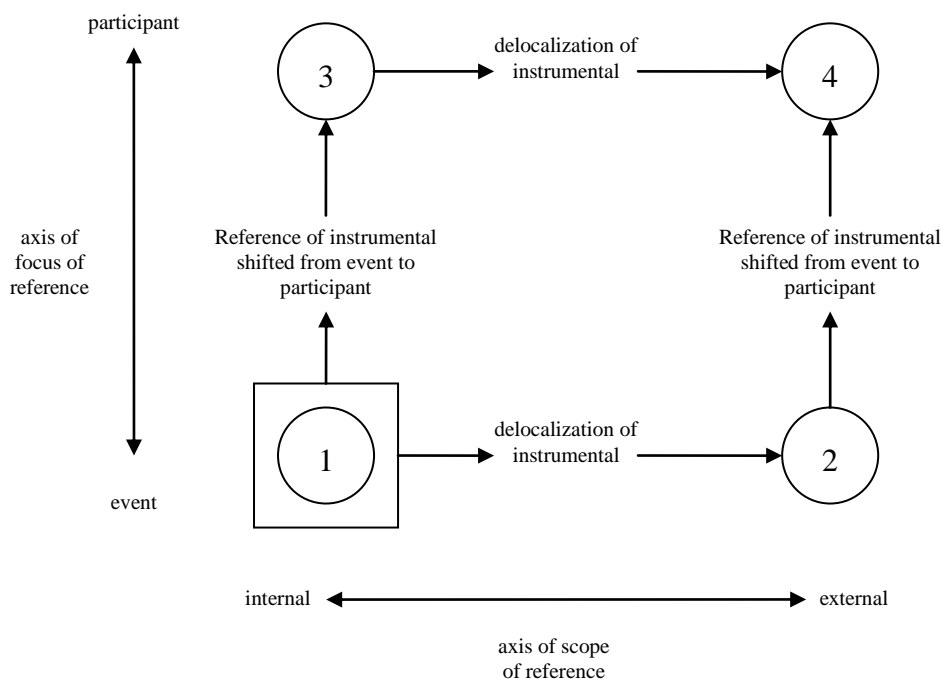 participant
delocalization of
instrumental
3
4
axis of
focus of
reference
Reference of instrumental
shifted from event to
participant
Reference of instrumental
shifted from event to
participant
delocalization of
instrumental
1
2
event
internal
external
axis of scope
of reference